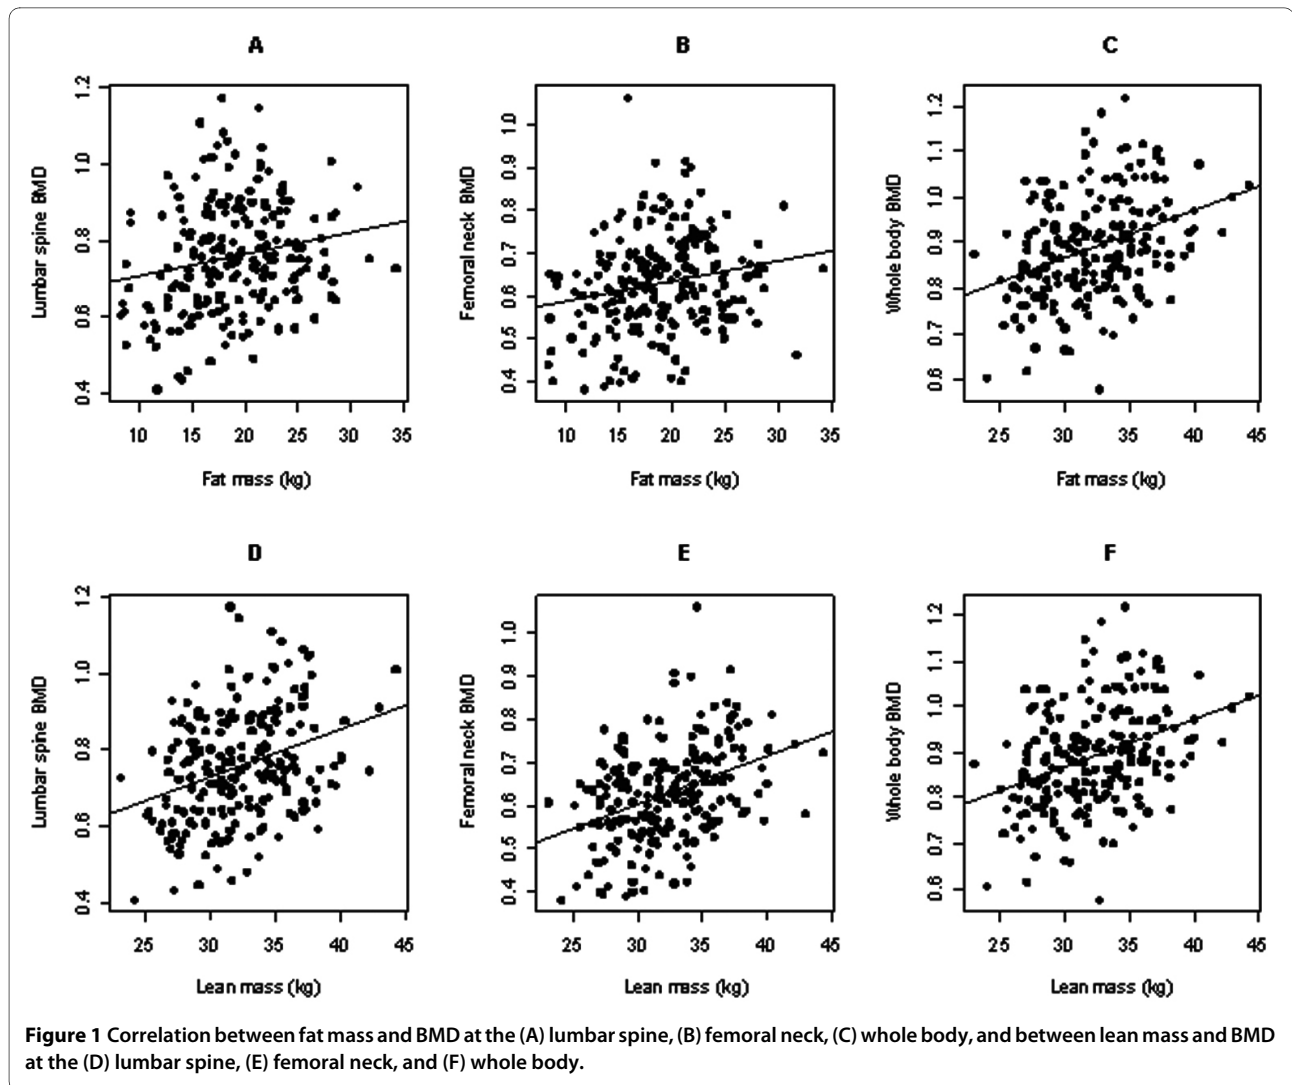 A
B
C
Lumbar spine BMD
0.4 0.6 0.8 1.0 1.2
10 15 20 25 30 35
Fat mass (kg)
Femoral neck BMD
0.4 0.5 0.6 0.7 0.8 0.9 1.0
10 15 20 25 30 35
Fat mass (kg)
Whole body BMD
0.6 0.7 0.8 0.9 1.0 1.1 1.2
25 30 35 40 45
Fat mass (kg)
D
E
F
Lumbar spine BMD
0.4 0.6 0.8 1.0 1.2
25 30 35 40 45
Lean mass (kg)
Femoral neck BMD
0.4 0.5 0.6 0.7 0.8 0.9 1.0
25 30 35 40 45
Lean mass (kg)
Whole body BMD
0.6 0.7 0.8 0.9 1.0 1.1 1.2
25 30 35 40 45
Lean mass (kg)
Figure 1 Correlation between fat mass and BMD at the (A) lumbar spine, (B) femoral neck, (C) whole body, and between lean mass and BMD
at the (D) lumbar spine, (E) femoral neck, and (F) whole body.